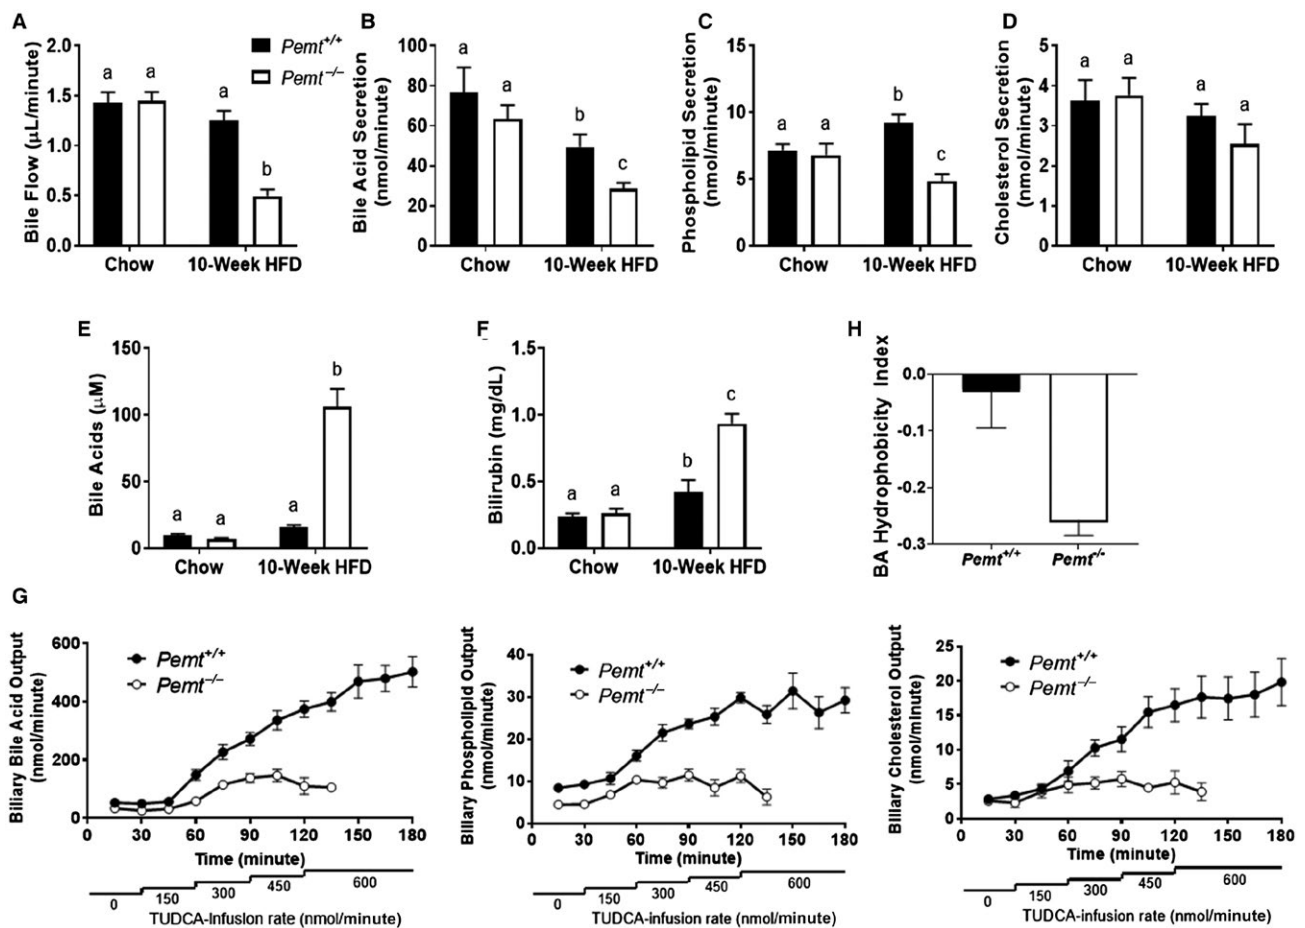 A
Bile Flow (µL/minute)
2.0
1.5
1.0
0.5
0.0
a
a
a
b
Chow
10-Week HFD
Pemt+/+
Pemt−/−
B
Bile Acid Secretion
(nmol/minute)
100
80
60
40
20
0
a
a
b
c
Chow
10-Week HFD
C
Phospholipid Secretion
(nmol/minute)
15
10
5
0
a
a
b
c
Chow
10-Week HFD
D
Cholesterol Secretion
(nmol/minute)
5
4
3
2
1
0
a
a
a
a
Chow
10-Week HFD
E
Bile Acids (µM)
150
100
50
0
a
a
a
b
Chow
10-Week HFD
F
Bilirubin (mg/dL)
1.5
1.0
0.5
0.0
a
a
b
c
Chow
10-Week HFD
H
BA Hydrophobicity Index
0.0
-0.1
-0.2
-0.3
Pemt+/+
Pemt-/-
G
Biliary Bile Acid Output
(nmol/minute)
600
400
200
0
Pemt+/+
Pemt−/−
0 30 60 90 120 150 180
Time (minute)
0 150 300 450 600
TUDCA-Infusion rate (nmol/minute)
Biliary Phospholipid Output
(nmol/minute)
40
30
20
10
0
Pemt+/+
Pemt−/−
0 30 60 90 120 150 180
Time (minute)
0 150 300 450 600
TUDCA-infusion rate (nmol/minute)
Biliary Cholesterol Output
(nmol/minute)
25
20
15
10
5
0
Pemt+/+
Pemt−/−
0 30 60 90 120 150 180
Time (minute)
0 150 300 450 600
TUDCA-infusion rate (nmol/minute)